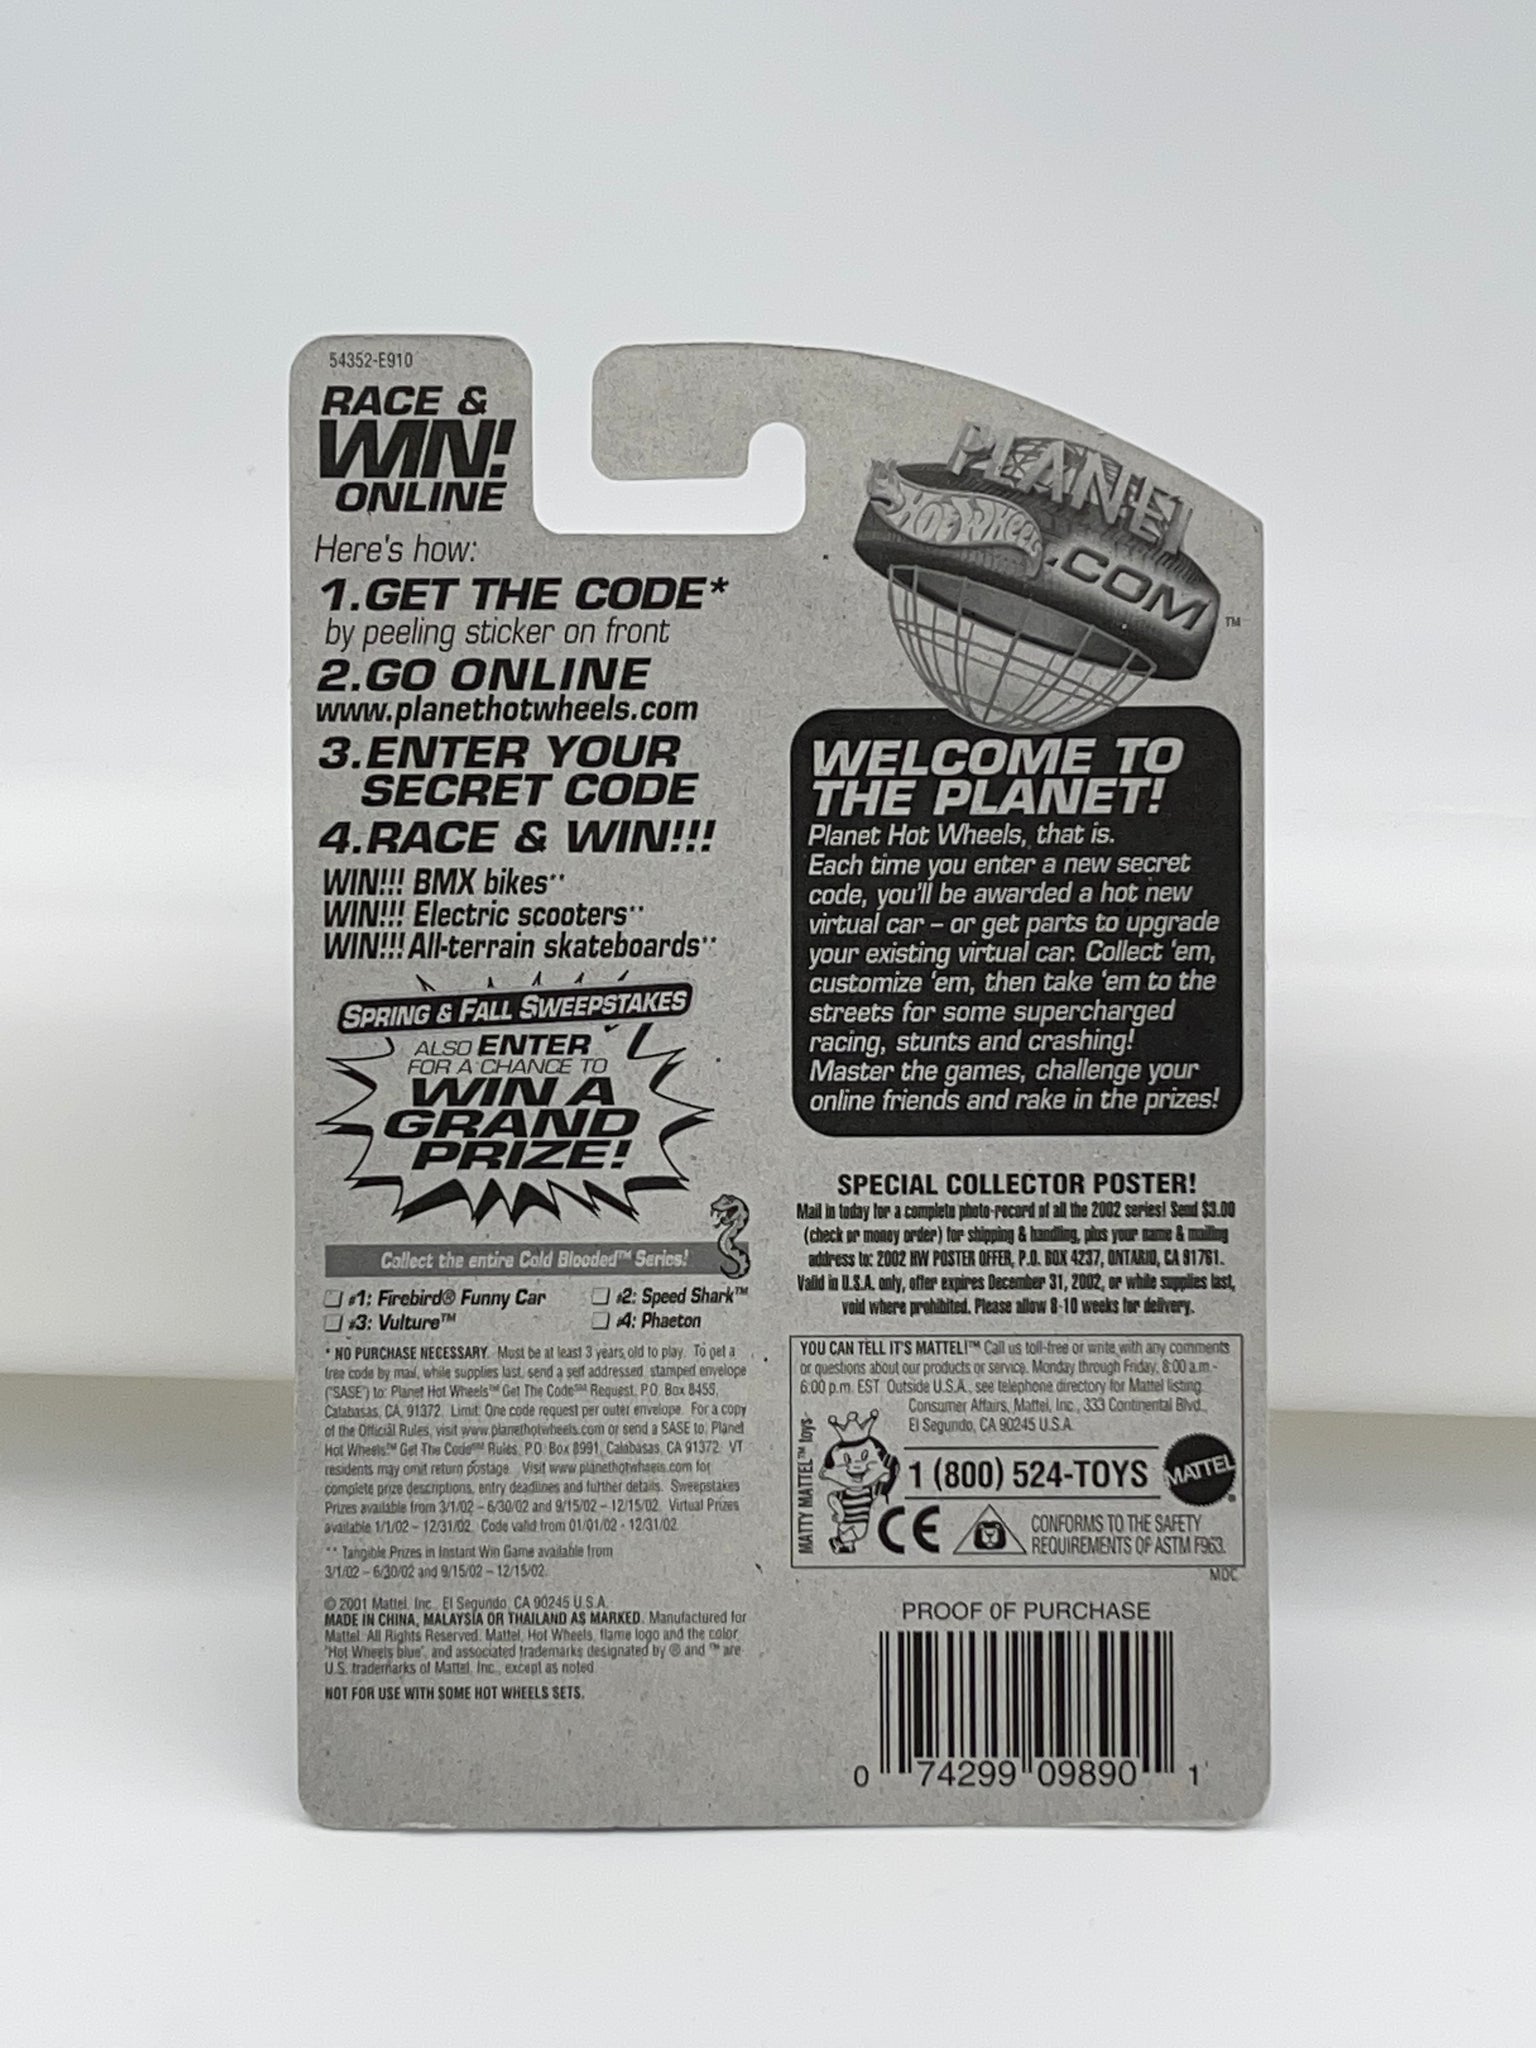 54352-E910
RACE &
WIN!
ONLINE
Here's how:
1.GET THE CODE*
by peeling sticker on front
2.GO ONLINE
www.planethotwheels.com
3.ENTER YOUR
SECRET CODE
4.RACE & WIN!!!
WIN!!! BMX bikes**
WIN!!! Electric scooters**
WIN!!! All-terrain skateboards**
SPRING & FALL SWEEPSTAKES
ALSO ENTER
FOR A CHANCE TO
WIN A
GRAND
PRIZE!
Collect the entire Cold Blooded™ Series!
#1: Firebird® Funny Car #2: Speed Shark™
#3: Vulture™ #4: Phaeton
* NO PURCHASE NECESSARY. Must be at least 3 years old to play. To get a
free code by mail, while supplies last, send a self addressed, stamped envelope
("SASE") to: Planet Hot Wheels℠ Get The Code℠ Request, P.O. Box 8455,
Calabasas, CA, 91372. Limit: One code request per outer envelope. For a copy
of the Official Rules, visit www.planethotwheels.com or send a SASE to: Planet
Hot Wheels℠ Get The Code℠ Rules, P.O. Box 8991, Calabasas, CA 91372. VT
residents may omit return postage. Visit www.planethotwheels.com for
complete prize descriptions, entry deadlines and further details. Sweepstakes
Prizes available from 3/1/02 – 6/30/02 and 9/15/02 – 12/15/02. Virtual Prizes
available 1/1/02 – 12/31/02. Code valid from 01/01/02 - 12/31/02.
** Tangible Prizes in Instant Win Game available from
3/1/02 – 6/30/02 and 9/15/02 – 12/15/02.
© 2001 Mattel, Inc., El Segundo, CA 90245 U.S.A.
MADE IN CHINA, MALAYSIA OR THAILAND AS MARKED. Manufactured for
Mattel. All Rights Reserved. Mattel, Hot Wheels, flame logo and the color
"Hot Wheels blue", and associated trademarks designated by ® and ™ are
U.S. trademarks of Mattel, Inc., except as noted.
NOT FOR USE WITH SOME HOT WHEELS SETS.
PLANET
HOT WHEELS
.COM
™
WELCOME TO
THE PLANET!
Planet Hot Wheels, that is.
Each time you enter a new secret
code, you'll be awarded a hot new
virtual car – or get parts to upgrade
your existing virtual car. Collect 'em,
customize 'em, then take 'em to the
streets for some supercharged
racing, stunts and crashing!
Master the games, challenge your
online friends and rake in the prizes!
SPECIAL COLLECTOR POSTER!
Mail in today for a complete photo-record of all the 2002 series! Send $3.00
(check or money order) for shipping & handling, plus your name & mailing
address to: 2002 HW POSTER OFFER, P.O. BOX 4237, ONTARIO, CA 91761.
Valid in U.S.A. only, offer expires December 31, 2002, or while supplies last,
void where prohibited. Please allow 8-10 weeks for delivery.
YOU CAN TELL IT'S MATTEL!™ Call us toll-free or write with any comments
or questions about our products or service. Monday through Friday, 8:00 a.m.-
6:00 p.m. EST. Outside U.S.A., see telephone directory for Mattel listing.
Consumer Affairs, Mattel, Inc., 333 Continental Blvd.,
El Segundo, CA 90245 U.S.A.
MATTY MATTEL™ toys
1 (800) 524-TOYS
MATTEL
®
CE
CONFORMS TO THE SAFETY
REQUIREMENTS OF ASTM F963.
MDC
PROOF OF PURCHASE
0 74299 09890 1